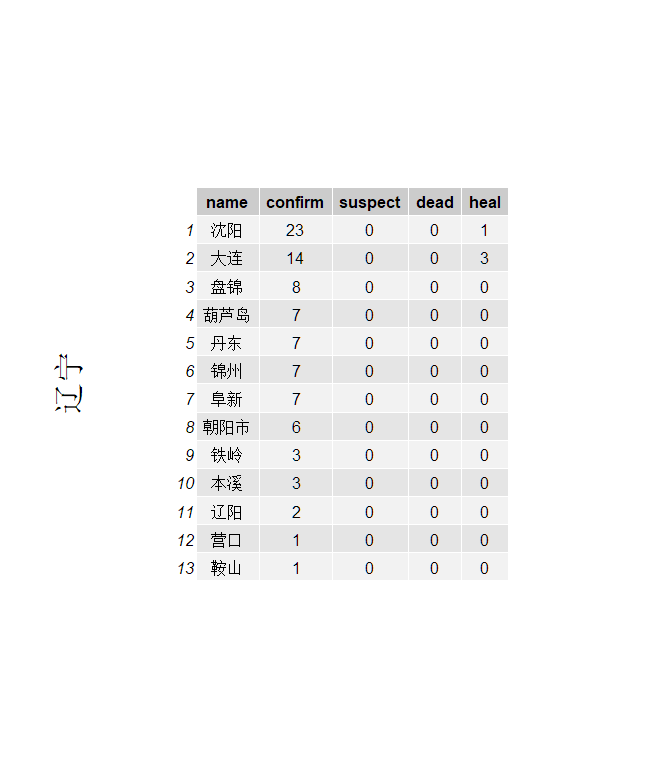 辽宁
name confirm suspect dead heal
1 沈阳 23 0 0 1
2 大连 14 0 0 3
3 盘锦 8 0 0 0
4 葫芦岛 7 0 0 0
5 丹东 7 0 0 0
6 锦州 7 0 0 0
7 阜新 7 0 0 0
8 朝阳市 6 0 0 0
9 铁岭 3 0 0 0
10 本溪 3 0 0 0
11 辽阳 2 0 0 0
12 营口 1 0 0 0
13 鞍山 1 0 0 0